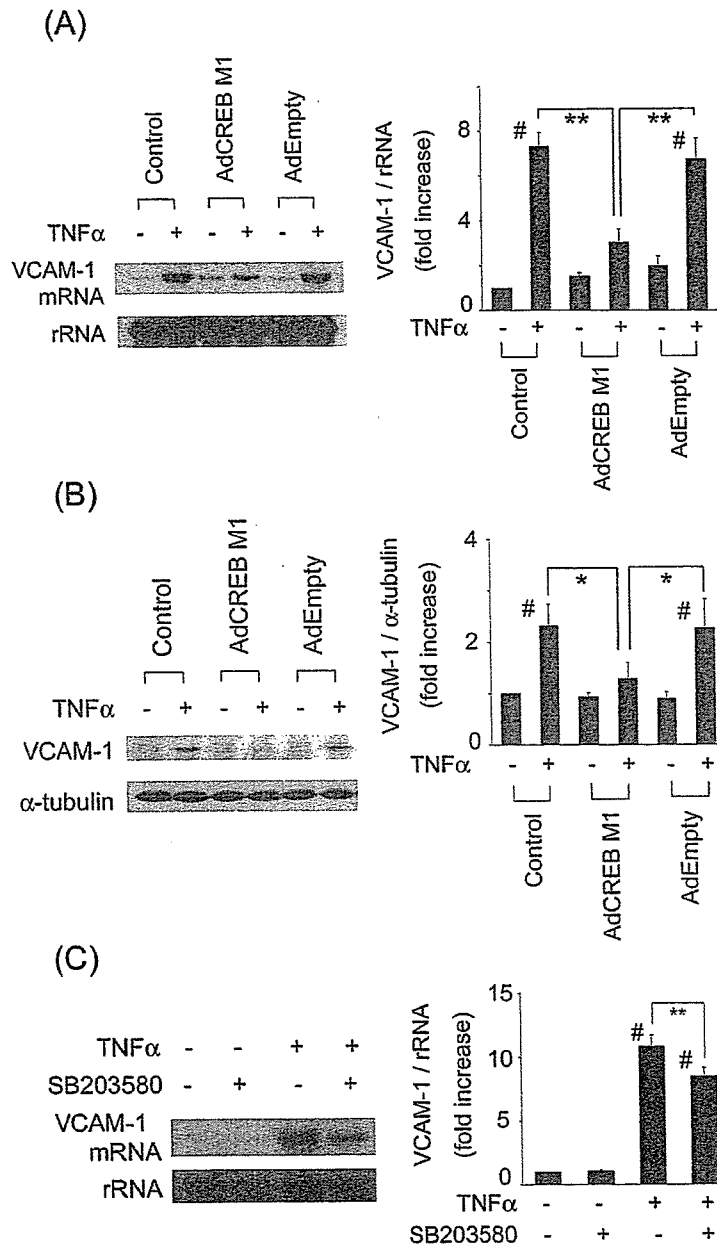 (A)
Control
AdCREB M1
AdEmpty
TNFα - + - + - +
VCAM-1
mRNA
rRNA
VCAM-1 / rRNA
(fold increase)
8
4
0
#
**
**
#
TNFα - + - + - +
Control
AdCREB M1
AdEmpty
(B)
Control
AdCREB M1
AdEmpty
TNFα - + - + - +
VCAM-1
α-tubulin
VCAM-1 / α-tubulin
(fold increase)
4
2
0
#
*
*
#
TNFα - + - + - +
Control
AdCREB M1
AdEmpty
(C)
TNFα - - + +
SB203580 - + - +
VCAM-1
mRNA
rRNA
VCAM-1 / rRNA
(fold increase)
15
10
5
0
#
**
#
TNFα - - + +
SB203580 - + - +